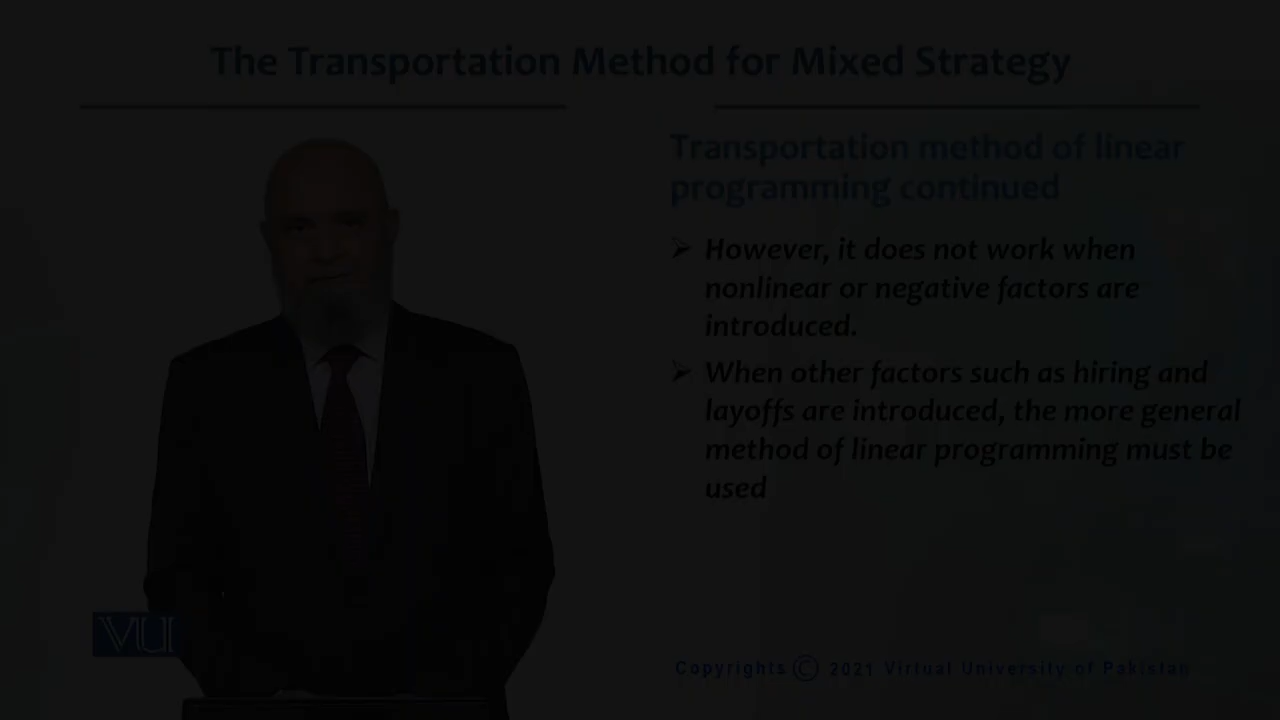 The Transportation Method for Mixed Strategy
Transportation method of linear
programming continued
➢ However, it does not work when
nonlinear or negative factors are
introduced.
➢ When other factors such as hiring and
layoffs are introduced, the more general
method of linear programming must be
used
VU
Copyrights © 2021 Virtual University of Pakistan